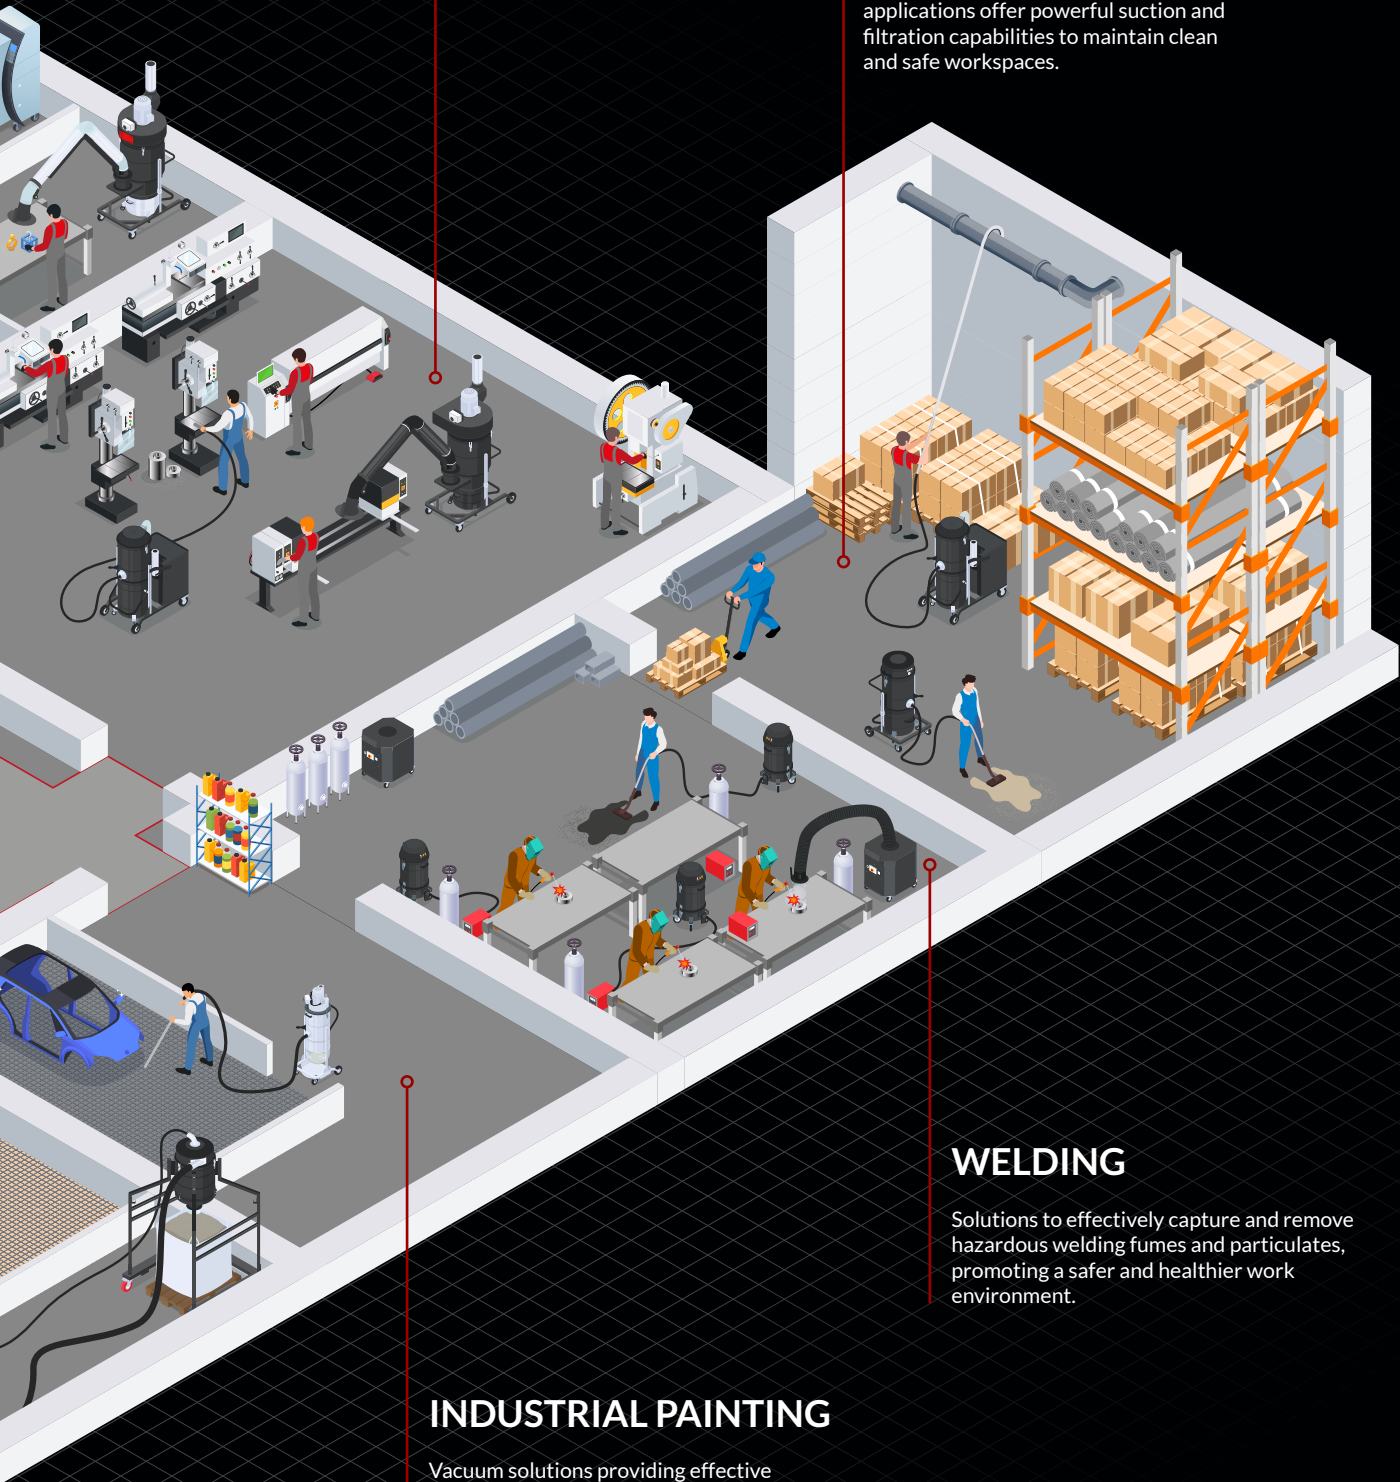 applications offer powerful suction and
filtration capabilities to maintain clean
and safe workspaces.
WELDING
Solutions to effectively capture and remove
hazardous welding fumes and particulates,
promoting a safer and healthier work
environment.
INDUSTRIAL PAINTING
Vacuum solutions providing effective